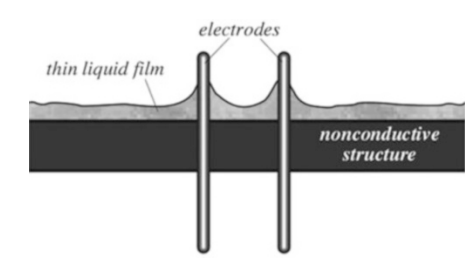 electrodes
thin liquid film
nonconductive
structure